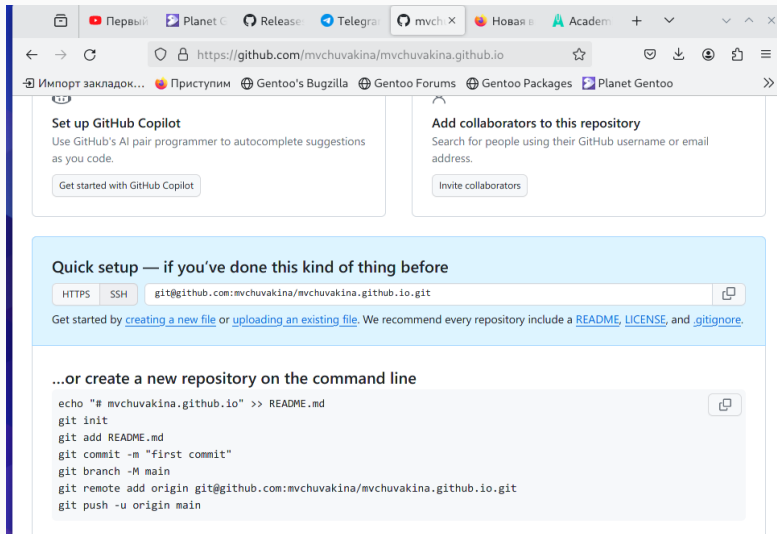 Первый
Planet G
Release
Telegra
mvch
Новая в
Academ
https://github.com/mvchuvakina/mvchuvakina.github.io
Импорт закладок...
Приступим
Gentoo's Bugzilla
Gentoo Forums
Gentoo Packages
Planet Gentoo
Set up GitHub Copilot
Use GitHub's AI pair programmer to autocomplete suggestions
as you code.
Get started with GitHub Copilot
Add collaborators to this repository
Search for people using their GitHub username or email
address.
Invite collaborators
Quick setup — if you've done this kind of thing before
HTTPS SSH git@github.com:mvchuvakina/mvchuvakina.github.io.git
Get started by creating a new file or uploading an existing file. We recommend every repository include a README, LICENSE, and .gitignore.
...or create a new repository on the command line
echo "# mvchuvakina.github.io" >> README.md
git init
git add README.md
git commit -m "first commit"
git branch -M main
git remote add origin git@github.com:mvchuvakina/mvchuvakina.github.io.git
git push -u origin main